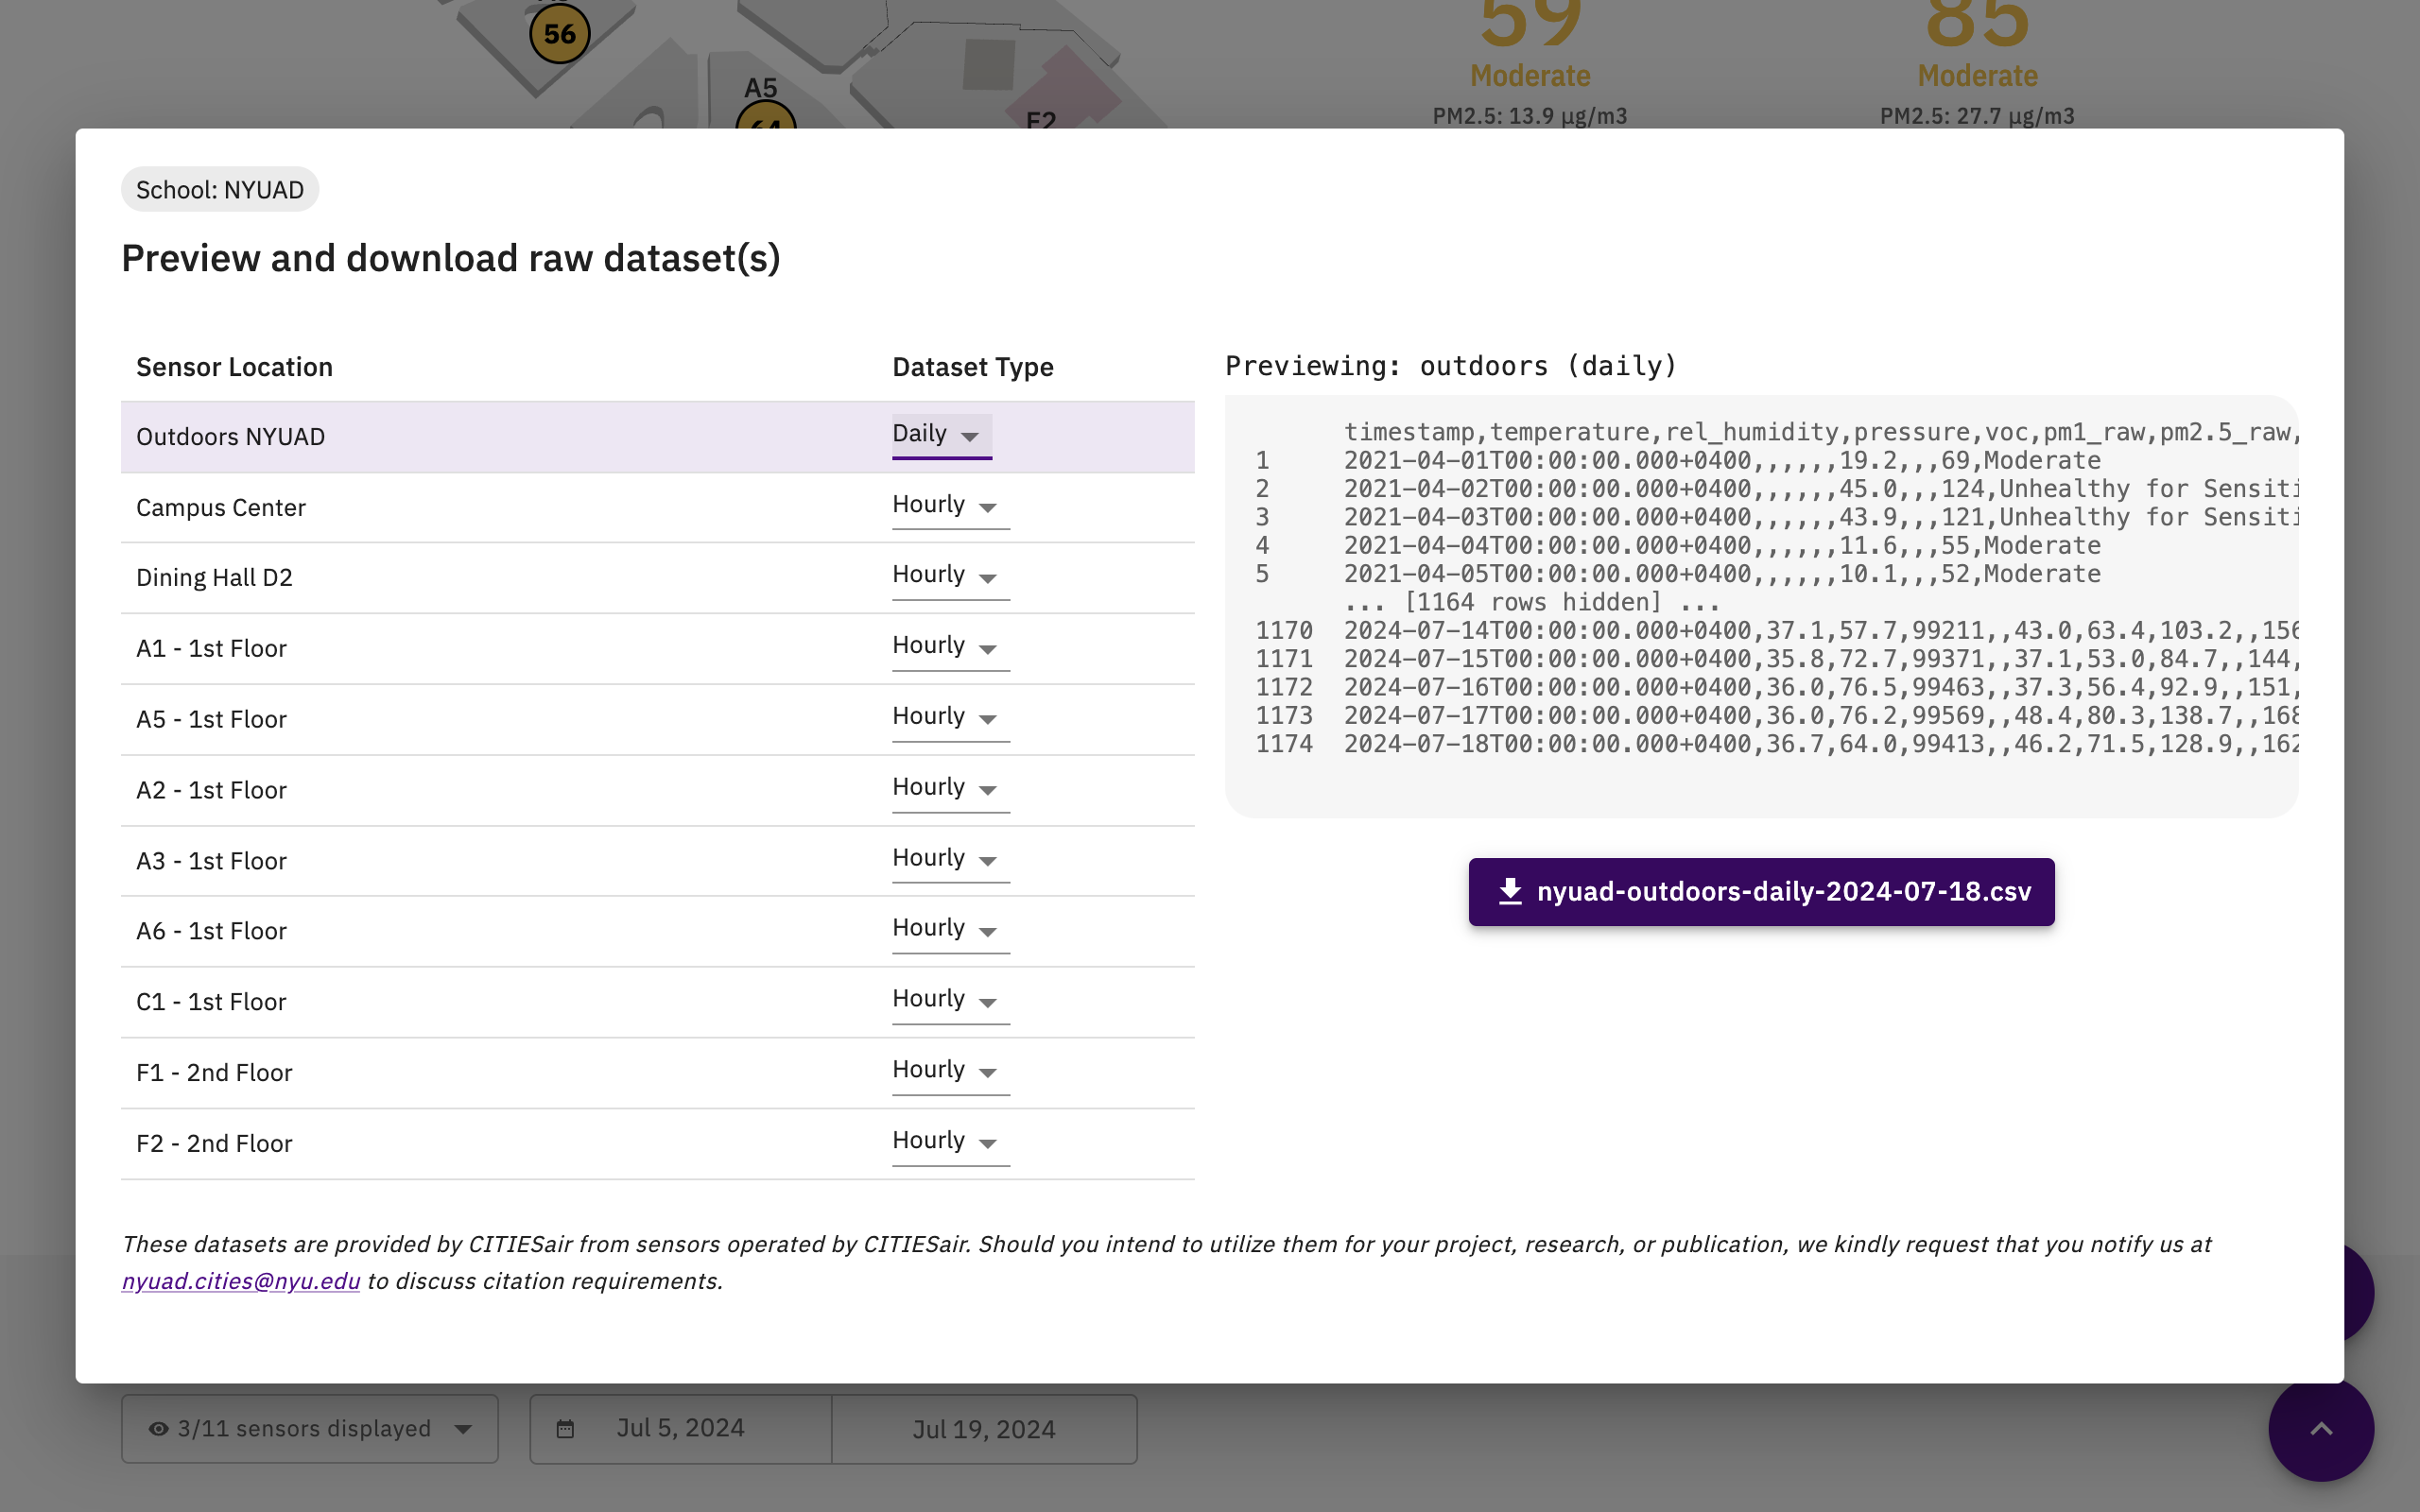 56
A5
F2
59
85
Moderate
Moderate
PM2.5: 13.9 µg/m3
PM2.5: 27.7 µg/m3
School: NYUAD
Preview and download raw dataset(s)
Sensor Location Dataset Type
Outdoors NYUAD Daily
Campus Center Hourly
Dining Hall D2 Hourly
A1 - 1st Floor Hourly
A5 - 1st Floor Hourly
A2 - 1st Floor Hourly
A3 - 1st Floor Hourly
A6 - 1st Floor Hourly
C1 - 1st Floor Hourly
F1 - 2nd Floor Hourly
F2 - 2nd Floor Hourly
Previewing: outdoors (daily)
timestamp,temperature,rel_humidity,pressure,voc,pm1_raw,pm2.5_raw,
1 2021-04-01T00:00:00.000+0400,,,,,,19.2,,,69,Moderate
2 2021-04-02T00:00:00.000+0400,,,,,,45.0,,,124,Unhealthy for Sensiti
3 2021-04-03T00:00:00.000+0400,,,,,,43.9,,,121,Unhealthy for Sensiti
4 2021-04-04T00:00:00.000+0400,,,,,,11.6,,,55,Moderate
5 2021-04-05T00:00:00.000+0400,,,,,,10.1,,,52,Moderate
... [1164 rows hidden] ...
1170 2024-07-14T00:00:00.000+0400,37.1,57.7,99211,,43.0,63.4,103.2,,156
1171 2024-07-15T00:00:00.000+0400,35.8,72.7,99371,,37.1,53.0,84.7,,144,
1172 2024-07-16T00:00:00.000+0400,36.0,76.5,99463,,37.3,56.4,92.9,,151,
1173 2024-07-17T00:00:00.000+0400,36.0,76.2,99569,,48.4,80.3,138.7,,168
1174 2024-07-18T00:00:00.000+0400,36.7,64.0,99413,,46.2,71.5,128.9,,162
nyuad-outdoors-daily-2024-07-18.csv
These datasets are provided by CITIESair from sensors operated by CITIESair. Should you intend to utilize them for your project, research, or publication, we kindly request that you notify us at
nyuad.cities@nyu.edu to discuss citation requirements.
3/11 sensors displayed
Jul 5, 2024
Jul 19, 2024